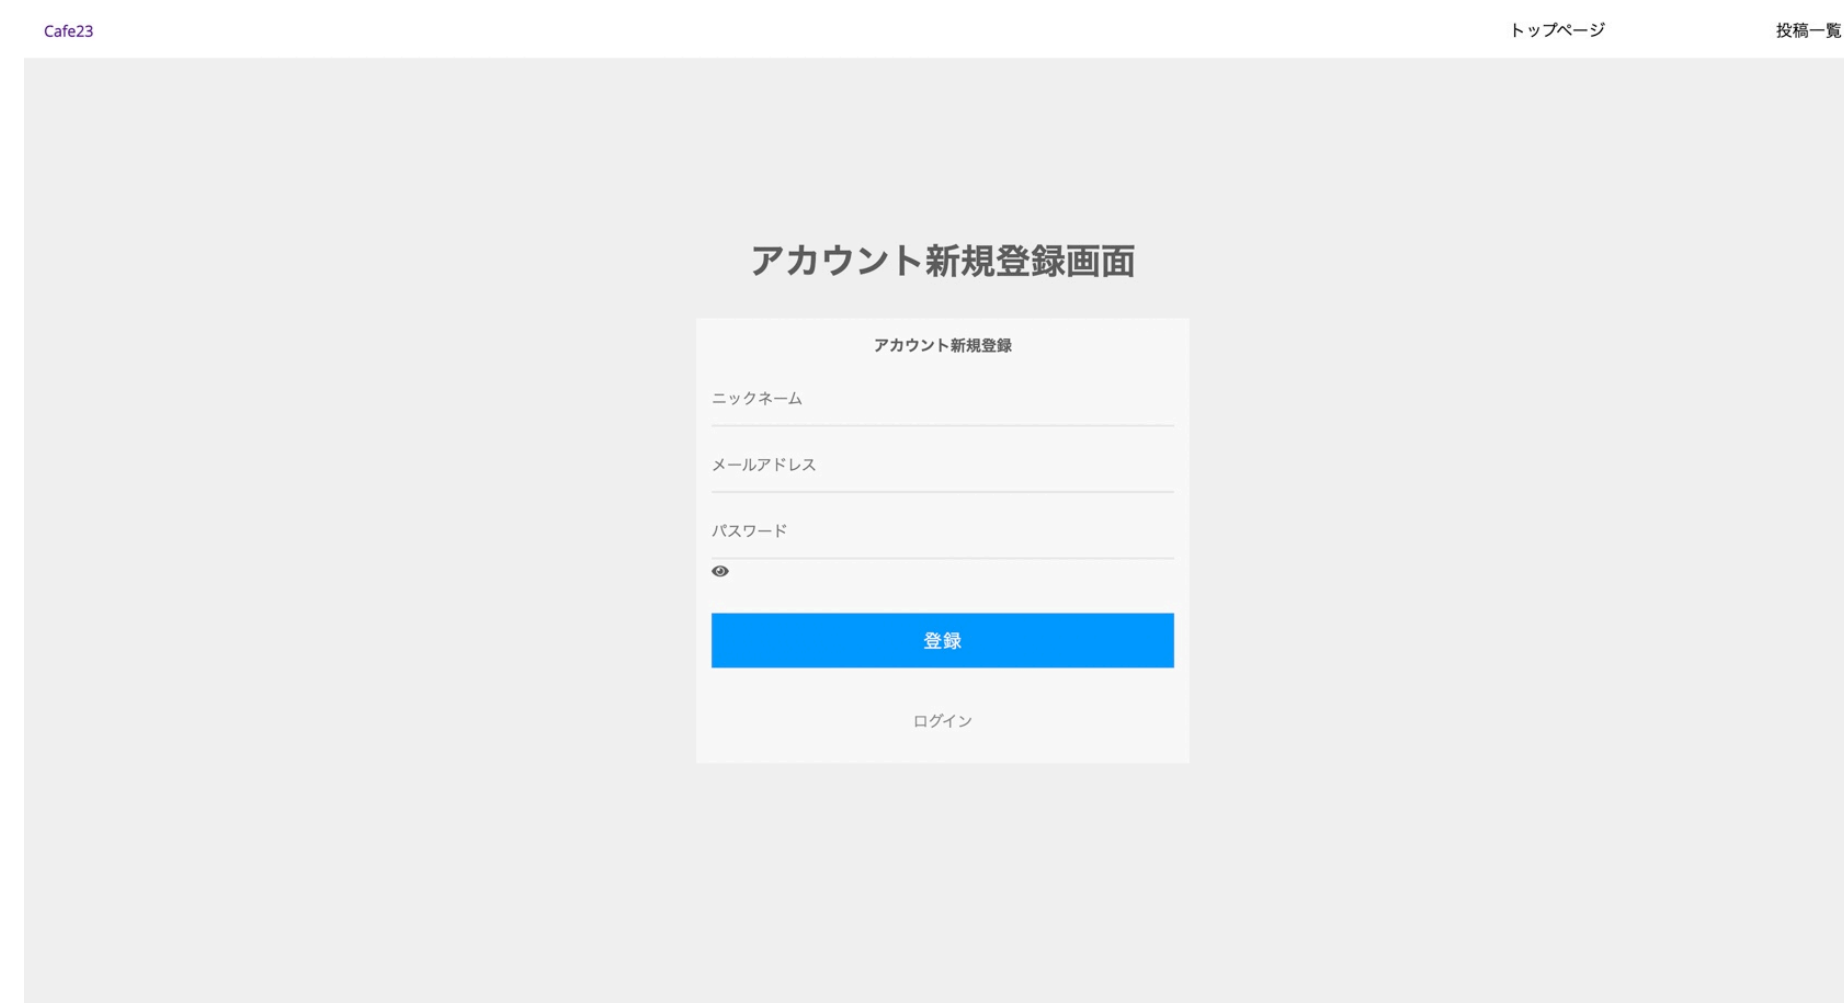 Cafe23
トップページ
投稿一覧
アカウント新規登録画面
アカウント新規登録
ニックネーム
メールアドレス
パスワード
登録
ログイン